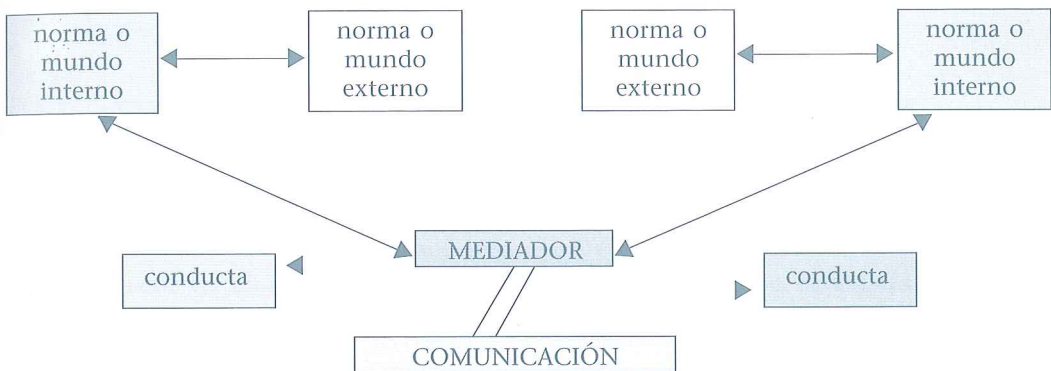 norma o
mundo
interno
norma o
mundo
externo
norma o
mundo
externo
norma o
mundo
interno
MEDIADOR
conducta
conducta
COMUNICACIÓN